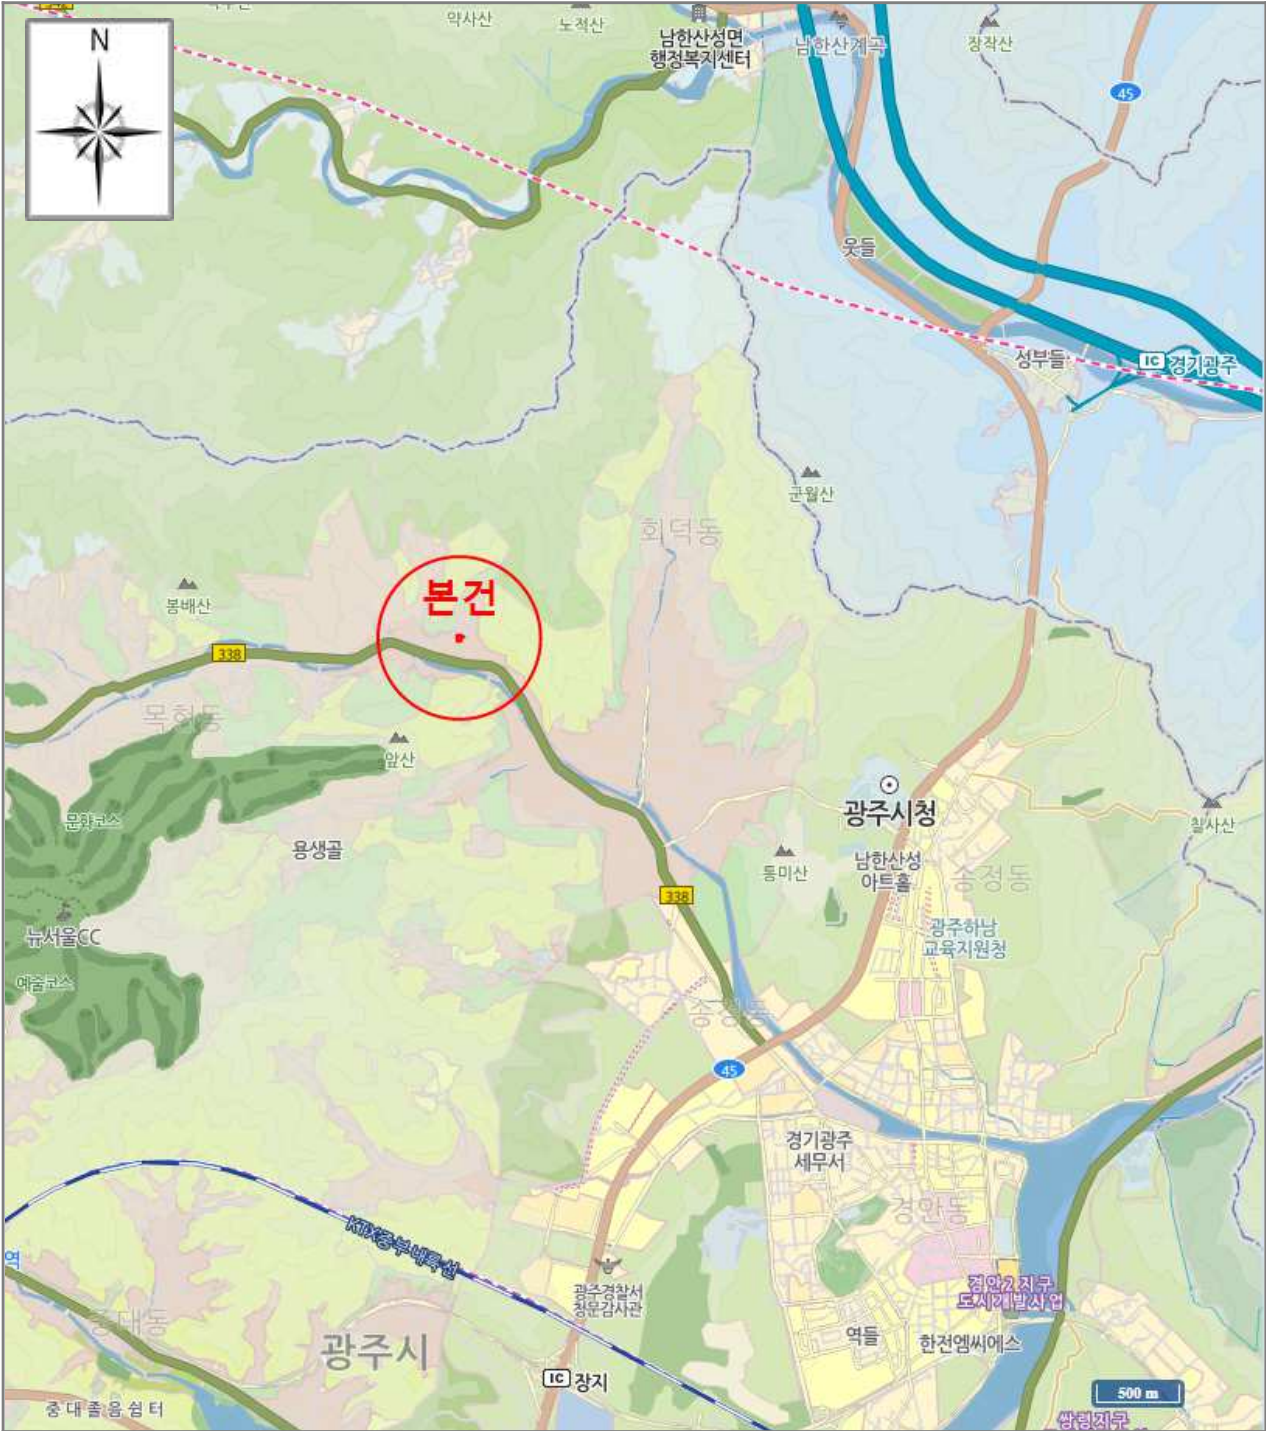 약사산
노적산
남한산성면
행정복지센터
남한산계곡
장작산
N
45
웃들
성부들
IC 경기광주
군월산
회덕동
본건
봉배산
338
목현동
앞산
광주시청
칠사산
문화코스
용생골
통미산
남한산성
아트홀
송정동
338
광주하남
교육지원청
뉴서울CC
예술코스
송정동
45
경기광주
세무서
경안동
KTX중부내륙선
역
광주경찰서
청문감사관
경안2지구
도시개발사업
중대동
광주시
역들
한전엠씨에스
IC 장지
500 m
중대졸음쉼터
쌍령지구